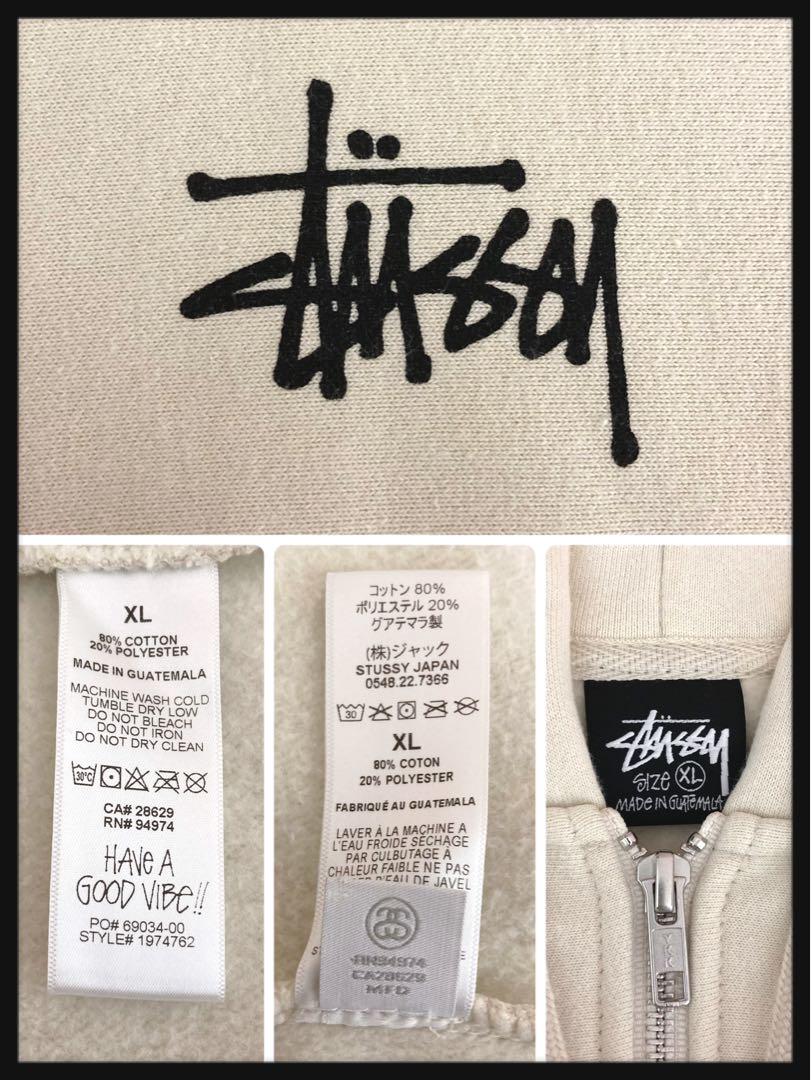 Stüssy
XL
80% COTTON
20% POLYESTER
MADE IN GUATEMALA
MACHINE WASH COLD
TUMBLE DRY LOW
DO NOT BLEACH
DO NOT IRON
DO NOT DRY CLEAN
30°C
CA# 28629
RN# 94974
HAVE A
GOOD VIBE!!
PO# 69034-00
STYLE# 1974762
コットン 80%
ポリエステル 20%
グアテマラ製
(株)ジャック
STUSSY JAPAN
0548.22.7366
30
XL
80% COTTON
20% POLYESTER
FABRIQUÉ AU GUATEMALA
LAVER À LA MACHINE A
L'EAU FROIDE SÉCHAGE
PAR CULBUTAGE À
CHALEUR FAIBLE NE PAS
D'EAU DE JAVEL
RN94974
CA28629
MFD
Stüssy
SIZE XL
MADE IN GUATEMALA
YKK